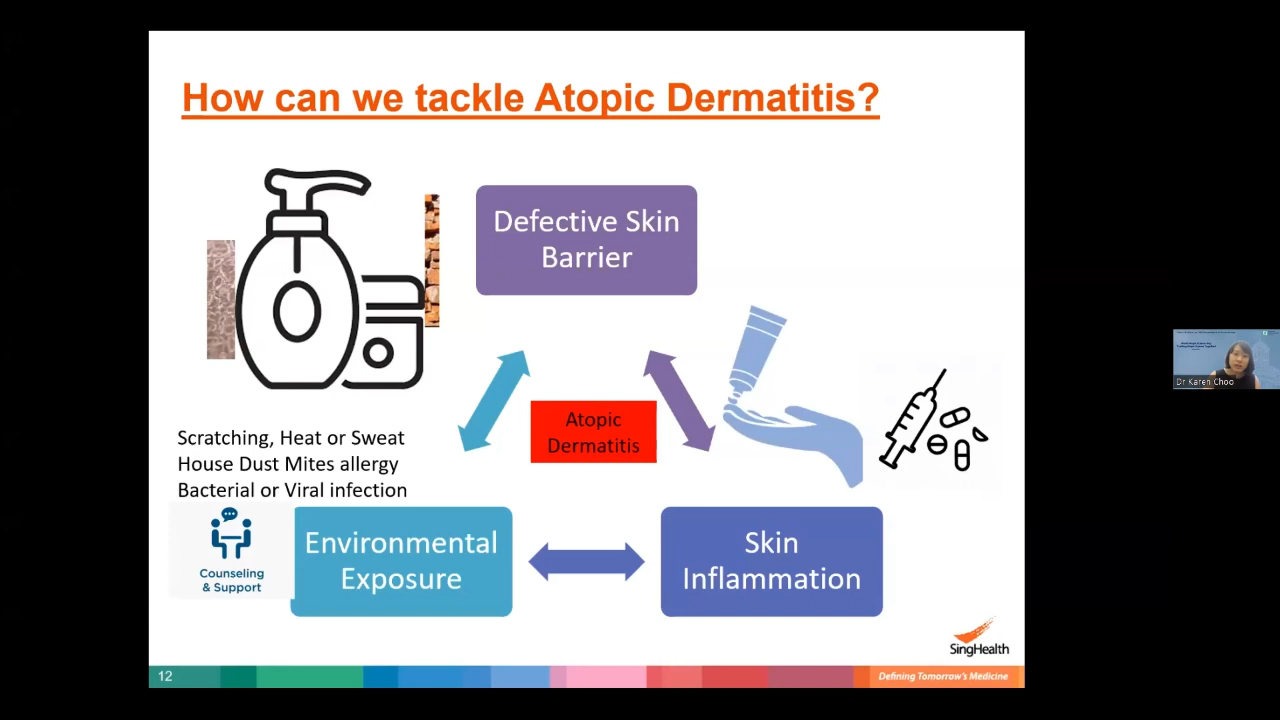 How can we tackle Atopic Dermatitis?
Defective Skin
Barrier
Atopic
Dermatitis
Scratching, Heat or Sweat
House Dust Mites allergy
Bacterial or Viral infection
Counseling
& Support
Environmental
Exposure
Skin
Inflammation
SingHealth
12
Defining Tomorrow's Medicine
Dr Karen Choo